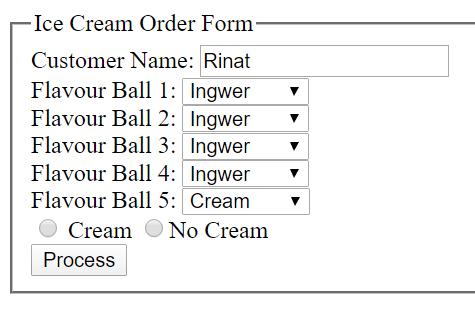 Ice Cream Order Form
Customer Name: Rinat
Flavour Ball 1: Ingwer
Flavour Ball 2: Ingwer
Flavour Ball 3: Ingwer
Flavour Ball 4: Ingwer
Flavour Ball 5: Cream
Cream No Cream
Process